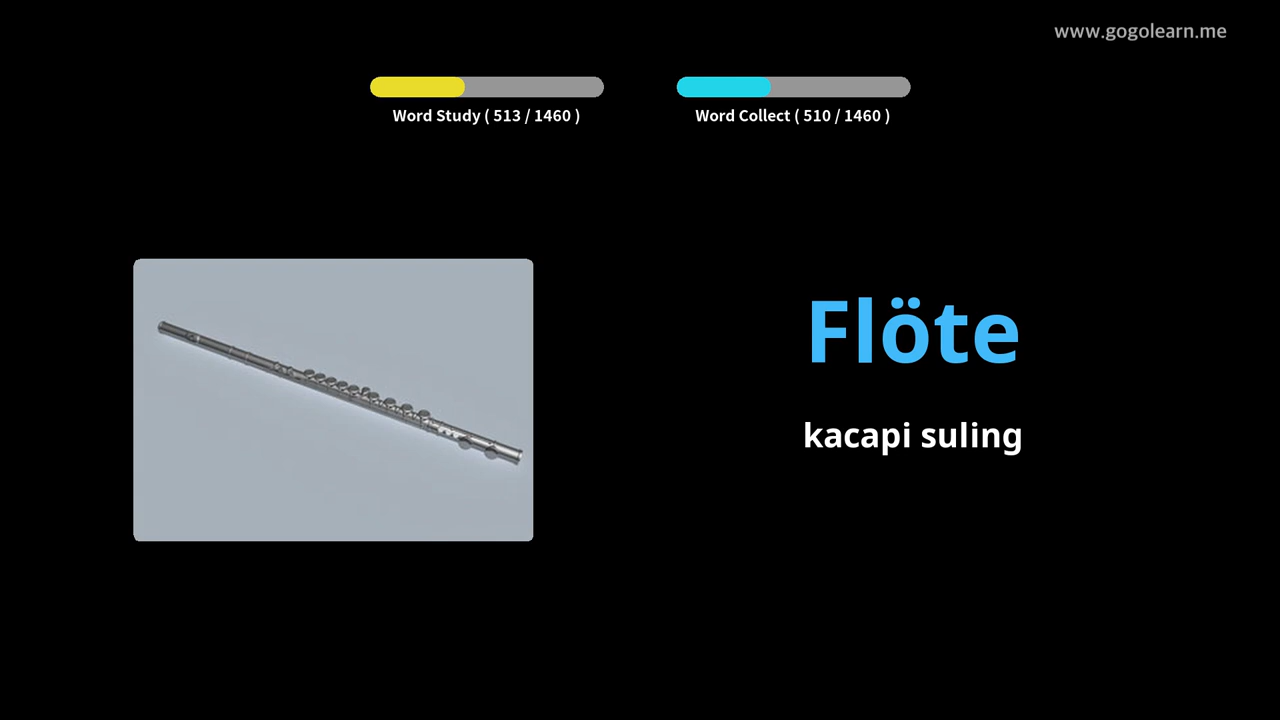 www.gogolearn.me
Word Study ( 513 / 1460 )
Word Collect ( 510 / 1460 )
Flöte
kacapi suling